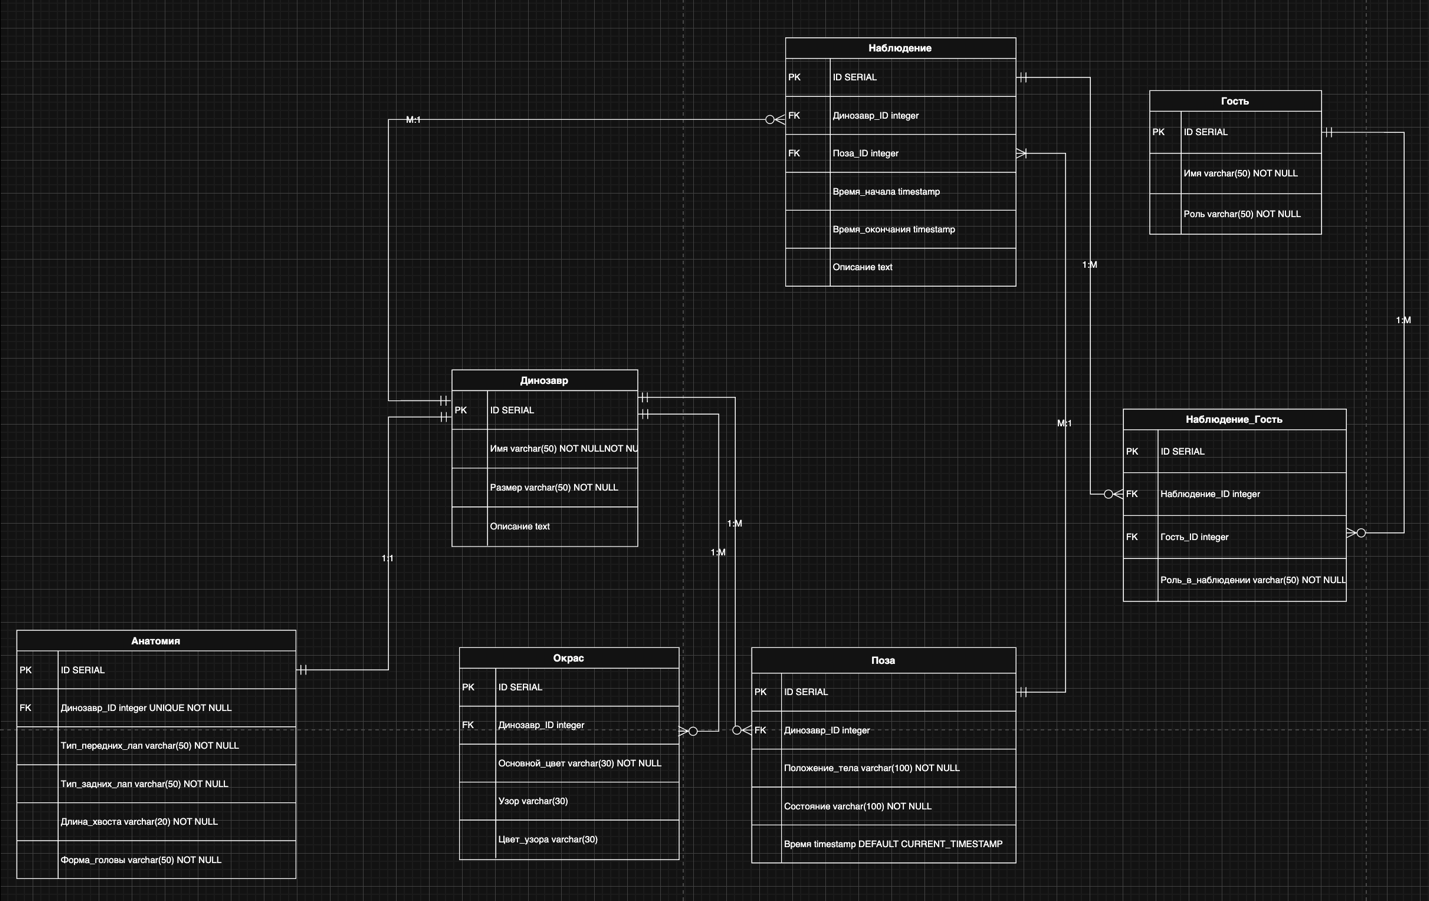 Наблюдение
PK ID SERIAL
FK Динозавр_ID integer
FK Поза_ID integer
Время_начала timestamp
Время_окончания timestamp
Описание text
Гость
PK ID SERIAL
Имя varchar(50) NOT NULL
Роль varchar(50) NOT NULL
M:1
1:M
1:M
Динозавр
PK ID SERIAL
Имя varchar(50) NOT NULLNOT NU
Размер varchar(50) NOT NULL
Описание text
M:1
Наблюдение_Гость
PK ID SERIAL
FK Наблюдение_ID integer
FK Гость_ID integer
Роль_в_наблюдении varchar(50) NOT NULL
1:M
1:M
1:1
Анатомия
PK ID SERIAL
FK Динозавр_ID integer UNIQUE NOT NULL
Тип_передних_лап varchar(50) NOT NULL
Тип_задних_лап varchar(50) NOT NULL
Длина_хвоста varchar(20) NOT NULL
Форма_головы varchar(50) NOT NULL
Окрас
PK ID SERIAL
FK Динозавр_ID integer
Основной_цвет varchar(30) NOT NULL
Узор varchar(30)
Цвет_узора varchar(30)
Поза
PK ID SERIAL
FK Динозавр_ID integer
Положение_тела varchar(100) NOT NULL
Состояние varchar(100) NOT NULL
Время timestamp DEFAULT CURRENT_TIMESTAMP